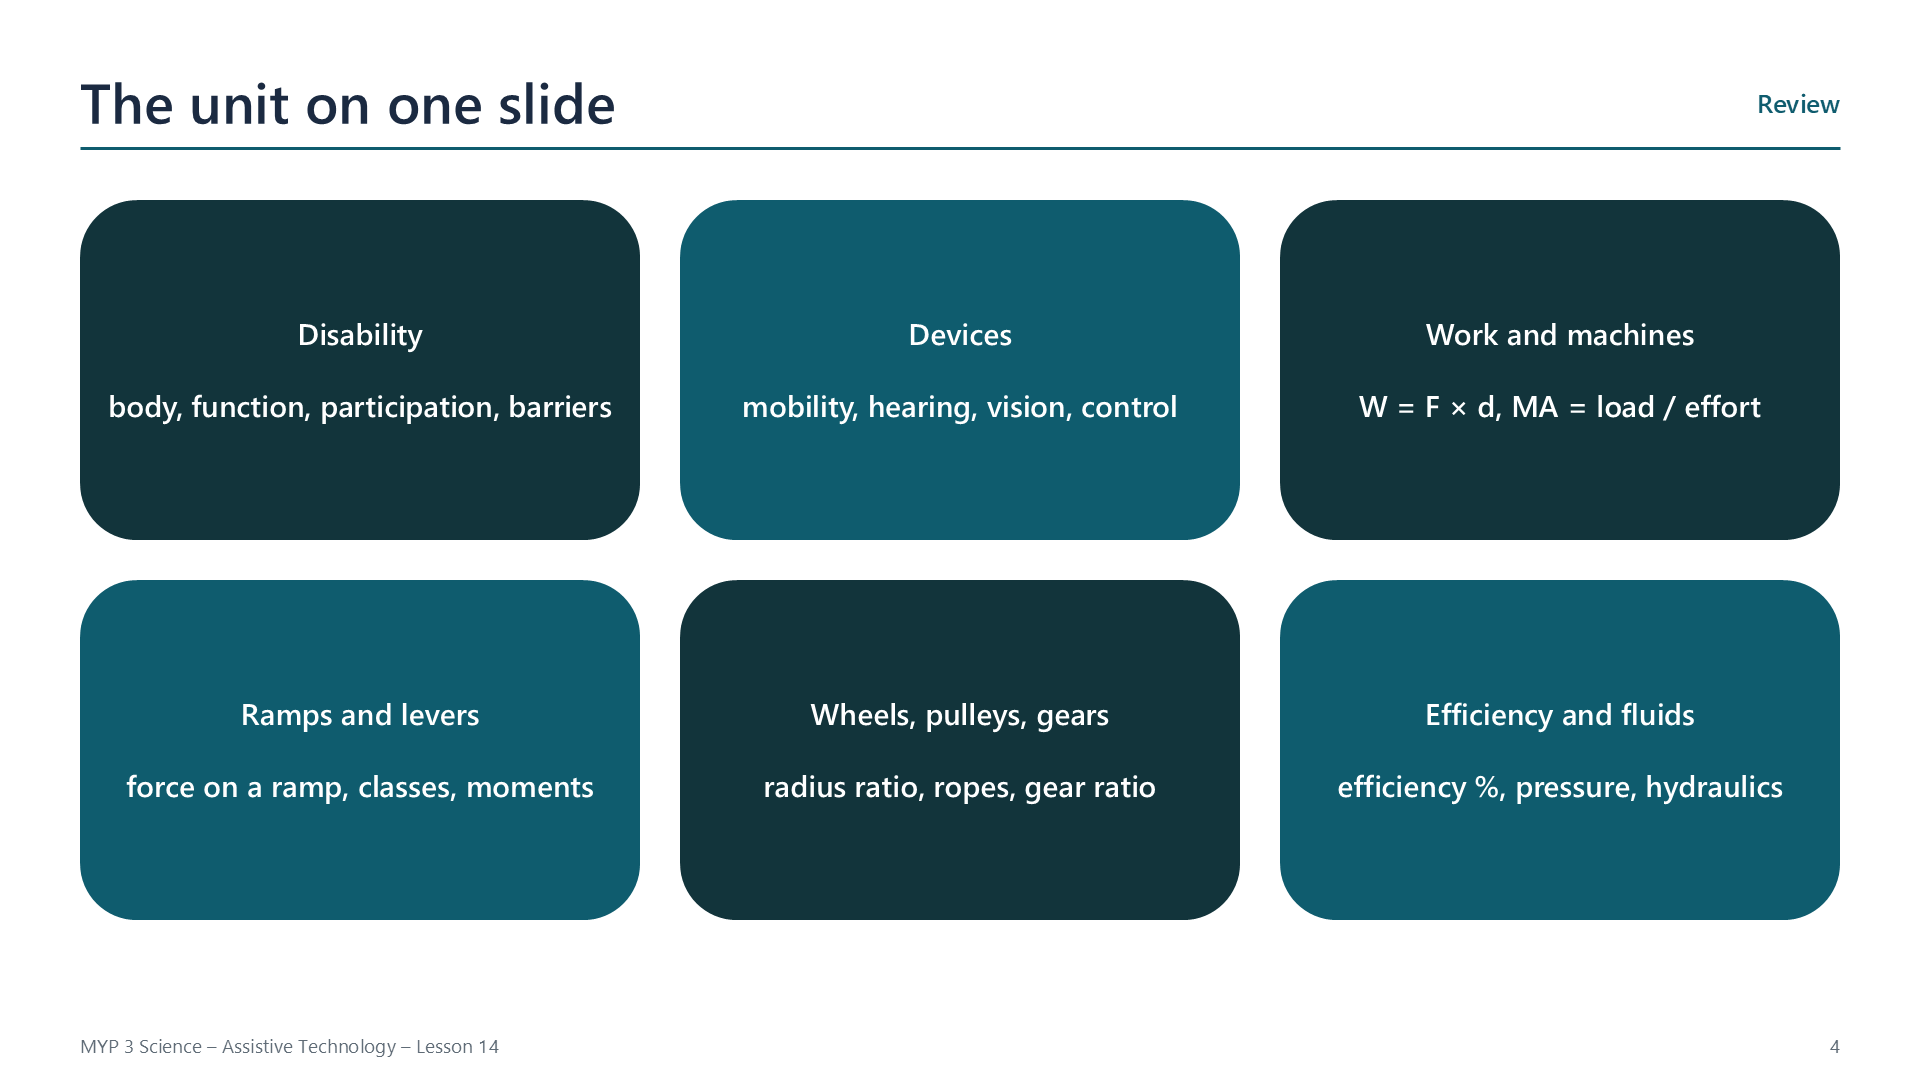 The unit on one slide
Review
Disability
body, function, participation, barriers
Devices
mobility, hearing, vision, control
Work and machines
W = F × d, MA = load / effort
Ramps and levers
force on a ramp, classes, moments
Wheels, pulleys, gears
radius ratio, ropes, gear ratio
Efficiency and fluids
efficiency %, pressure, hydraulics
MYP 3 Science – Assistive Technology – Lesson 14
4